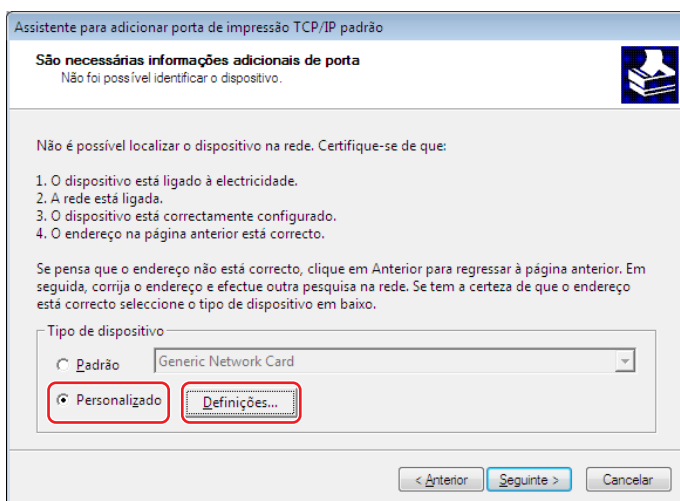 Assistente para adicionar porta de impressão TCP/IP padrão
São necessárias informações adicionais de porta
Não foi possível identificar o dispositivo.
Não é possível localizar o dispositivo na rede. Certifique-se de que:
1. O dispositivo está ligado à electricidade.
2. A rede está ligada.
3. O dispositivo está correctamente configurado.
4. O endereço na página anterior está correcto.
Se pensa que o endereço não está correcto, clique em Anterior para regressar à página anterior. Em
seguida, corrija o endereço e efectue outra pesquisa na rede. Se tem a certeza de que o endereço
está correcto seleccione o tipo de dispositivo em baixo.
Tipo de dispositivo
Padrão Generic Network Card
Personalizado Definições...
< Anterior Seguinte > Cancelar